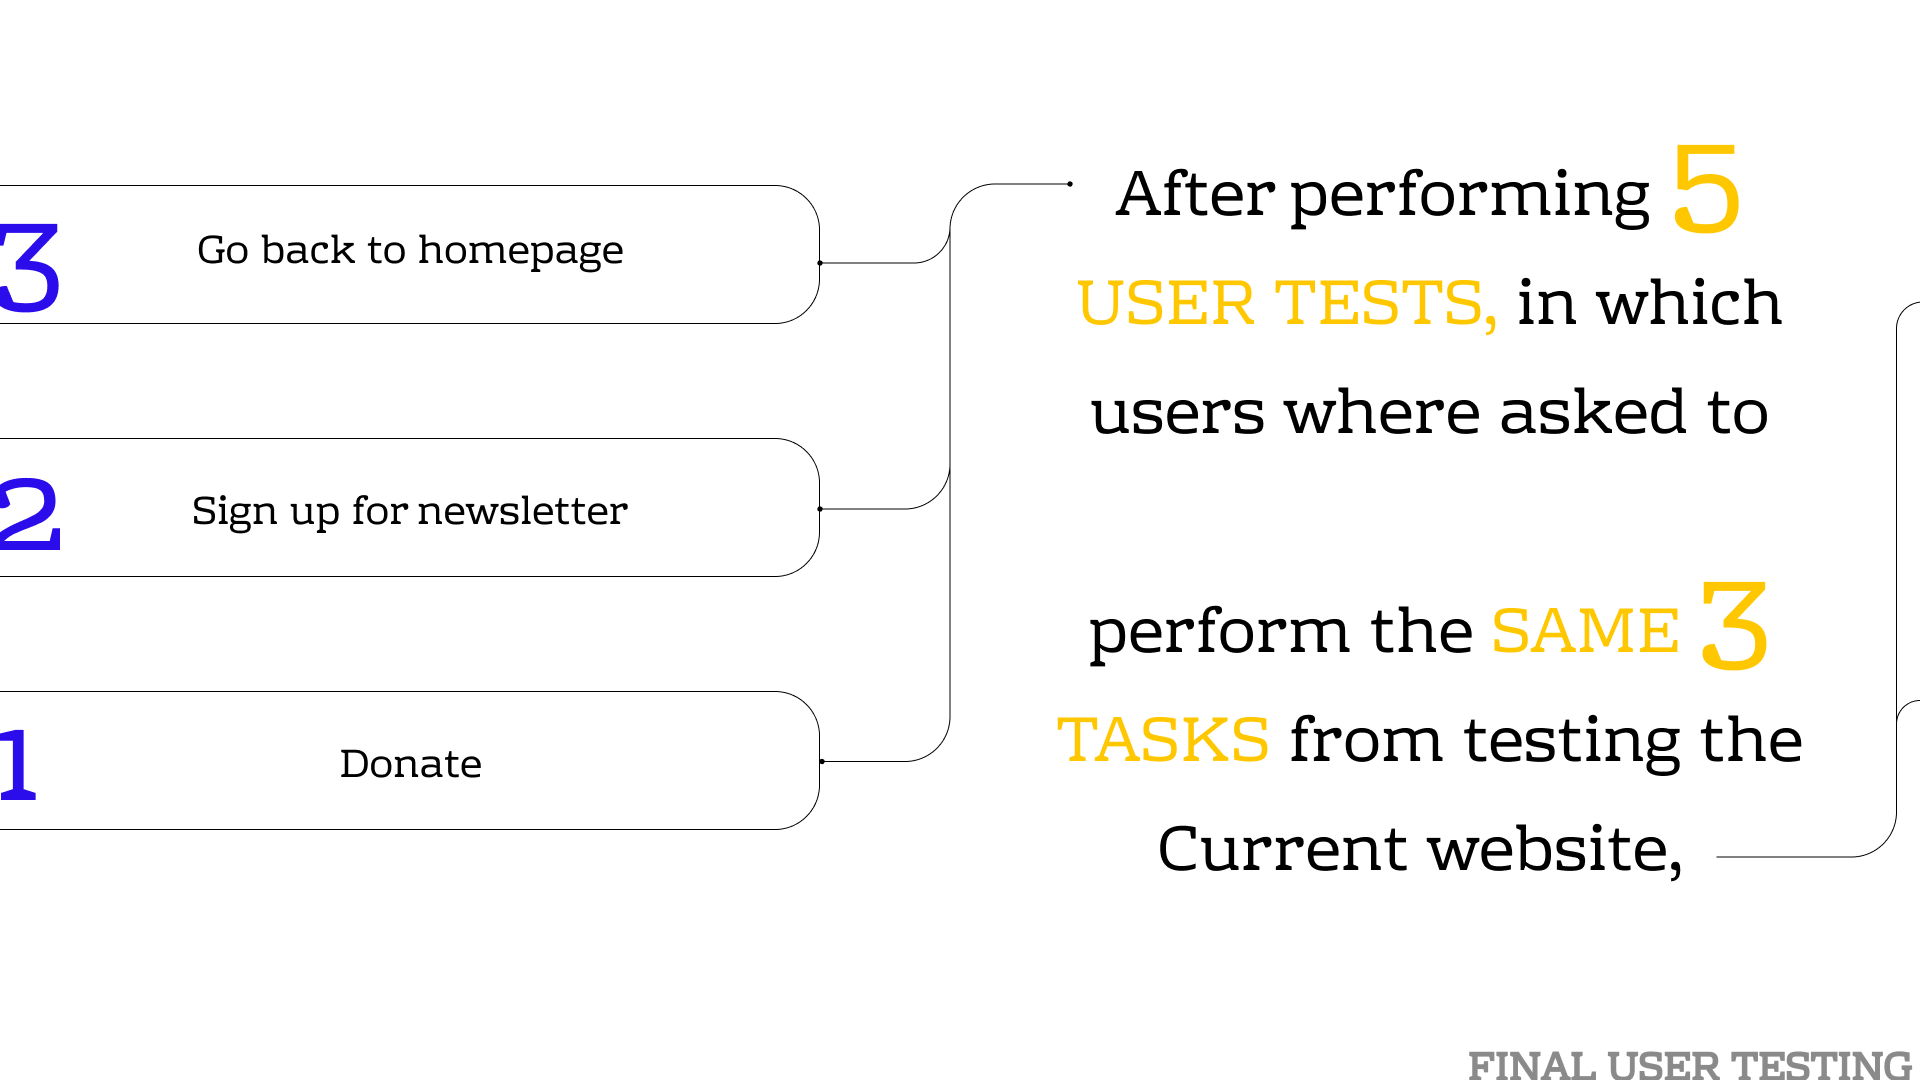 3
Go back to homepage
2
Sign up for newsletter
1
Donate
After performing 5
USER TESTS, in which
users where asked to
perform the SAME 3
TASKS from testing the
Current website,
FINAL USER TESTING